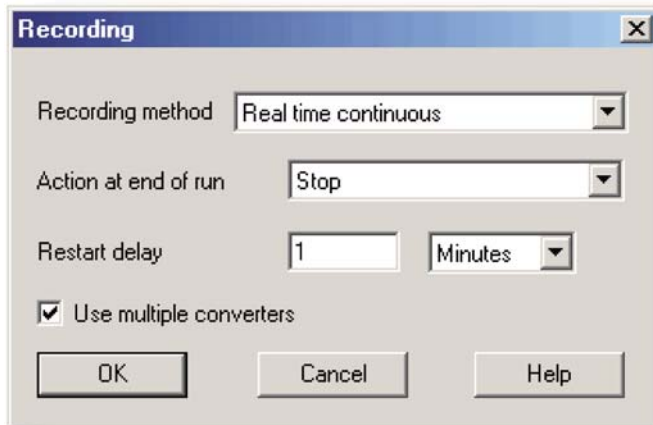 Recording
Recording method Real time continuous
Action at end of run Stop
Restart delay 1 Minutes
Use multiple converters
OK Cancel Help